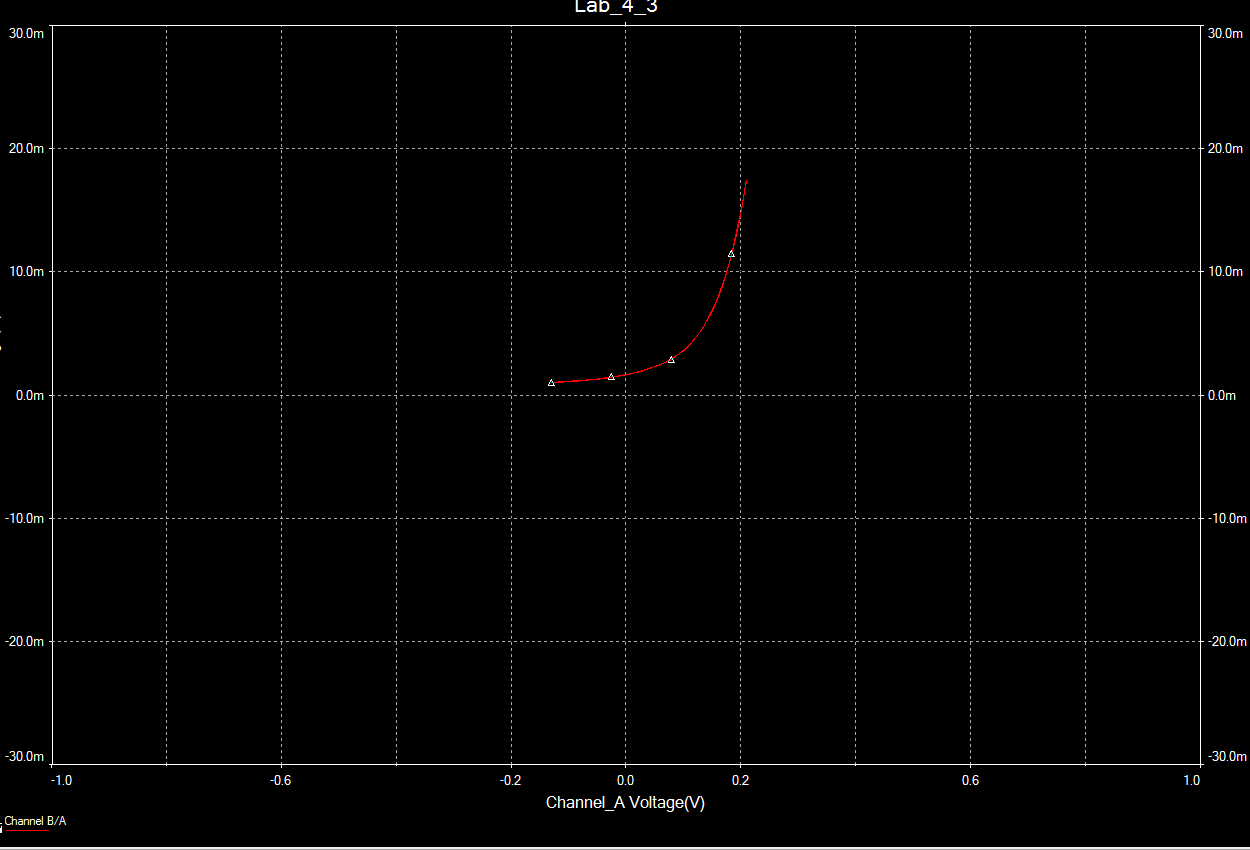 Lab_4_3
30.0m 30.0m
20.0m 20.0m
10.0m 10.0m
0.0m 0.0m
-10.0m -10.0m
-20.0m -20.0m
-30.0m -30.0m
-1.0 -0.6 -0.2 0.0 0.2 0.6 1.0
Channel_A Voltage(V)
Channel B/A